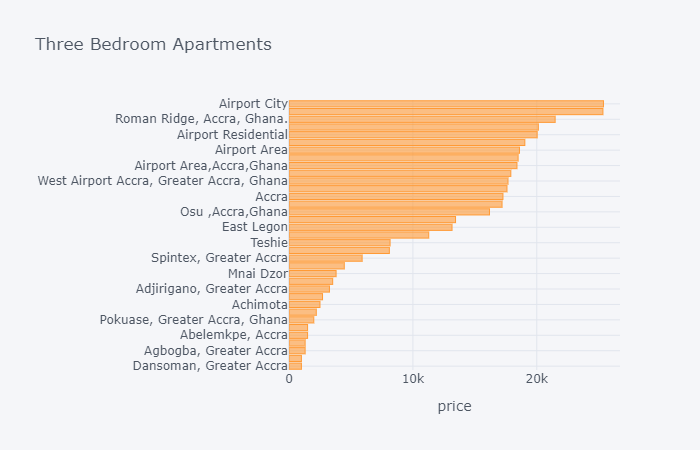 Three Bedroom Apartments
Airport City
Roman Ridge, Accra, Ghana.
Airport Residential
Airport Area
Airport Area,Accra,Ghana
West Airport Accra, Greater Accra, Ghana
Accra
Osu ,Accra,Ghana
East Legon
Teshie
Spintex, Greater Accra
Mnai Dzor
Adjirigano, Greater Accra
Achimota
Pokuase, Greater Accra, Ghana
Abelemkpe, Accra
Agbogba, Greater Accra
Dansoman, Greater Accra
0 10k 20k
price